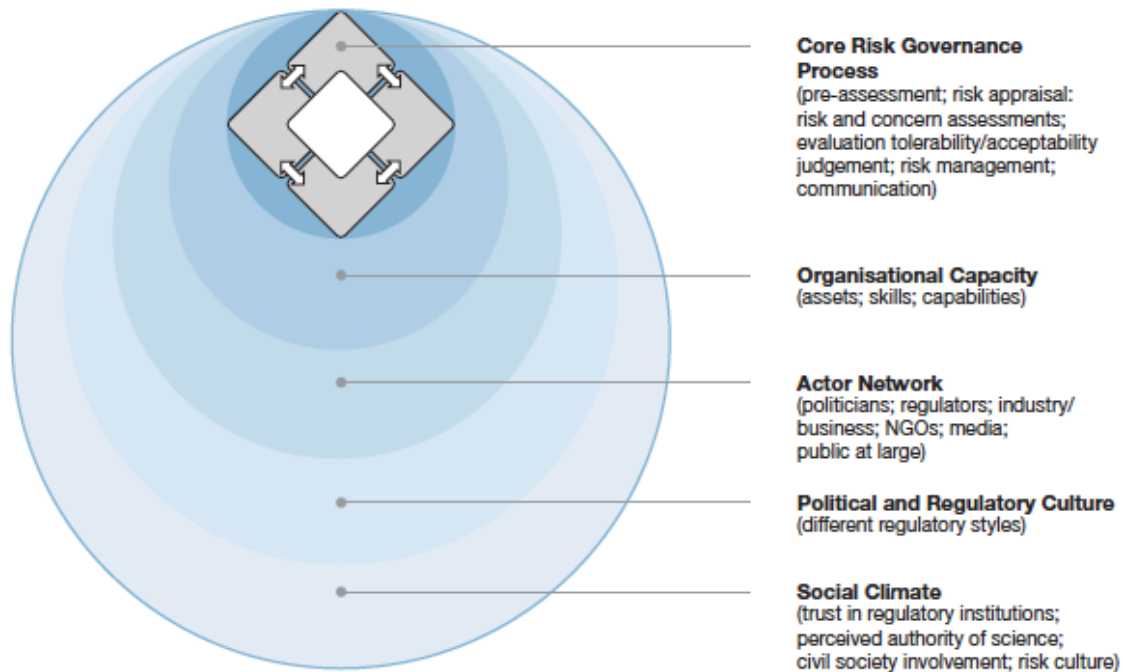 Core Risk Governance
Process
(pre-assessment; risk appraisal:
risk and concern assessments;
evaluation tolerability/acceptability
judgement; risk management;
communication)
Organisational Capacity
(assets; skills; capabilities)
Actor Network
(politicians; regulators; industry/
business; NGOs; media;
public at large)
Political and Regulatory Culture
(different regulatory styles)
Social Climate
(trust in regulatory institutions;
perceived authority of science;
civil society involvement; risk culture)